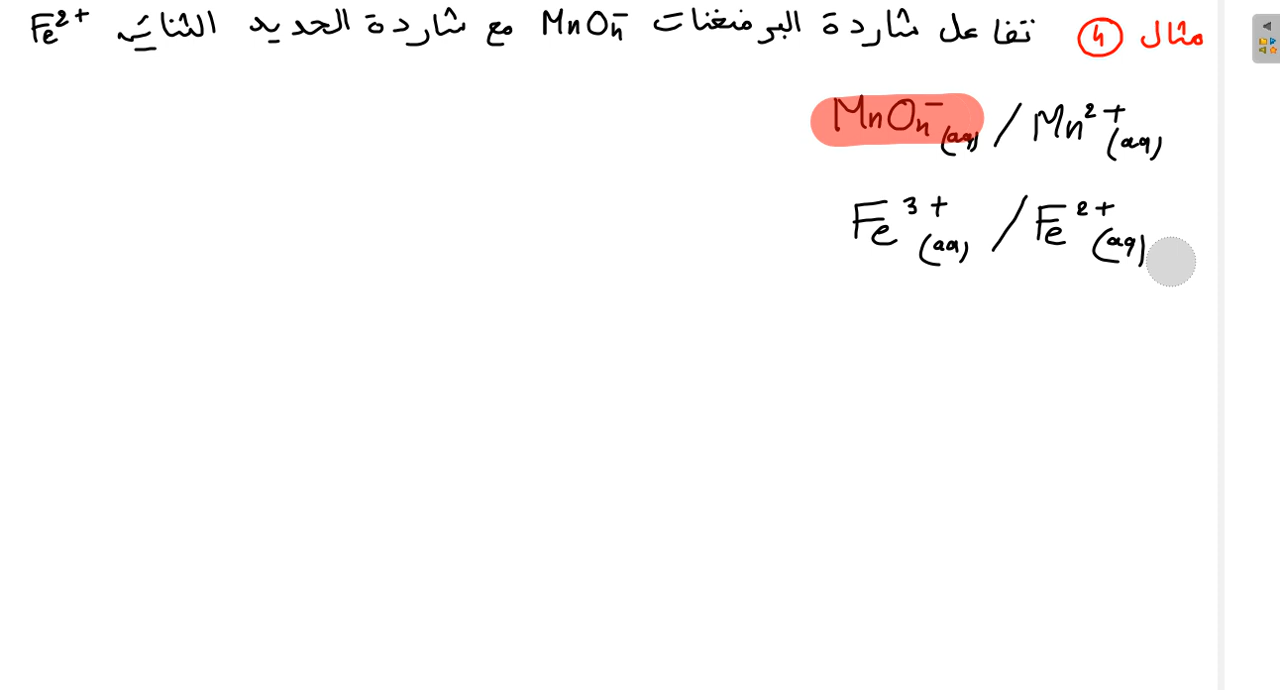 مثال 4 تفاعل شاردة البرمنغنات MnO4- مع شاردة الحديد الثنائي Fe2+
MnO4-(aq) / Mn2+(aq)
Fe3+(aq) / Fe2+(aq)